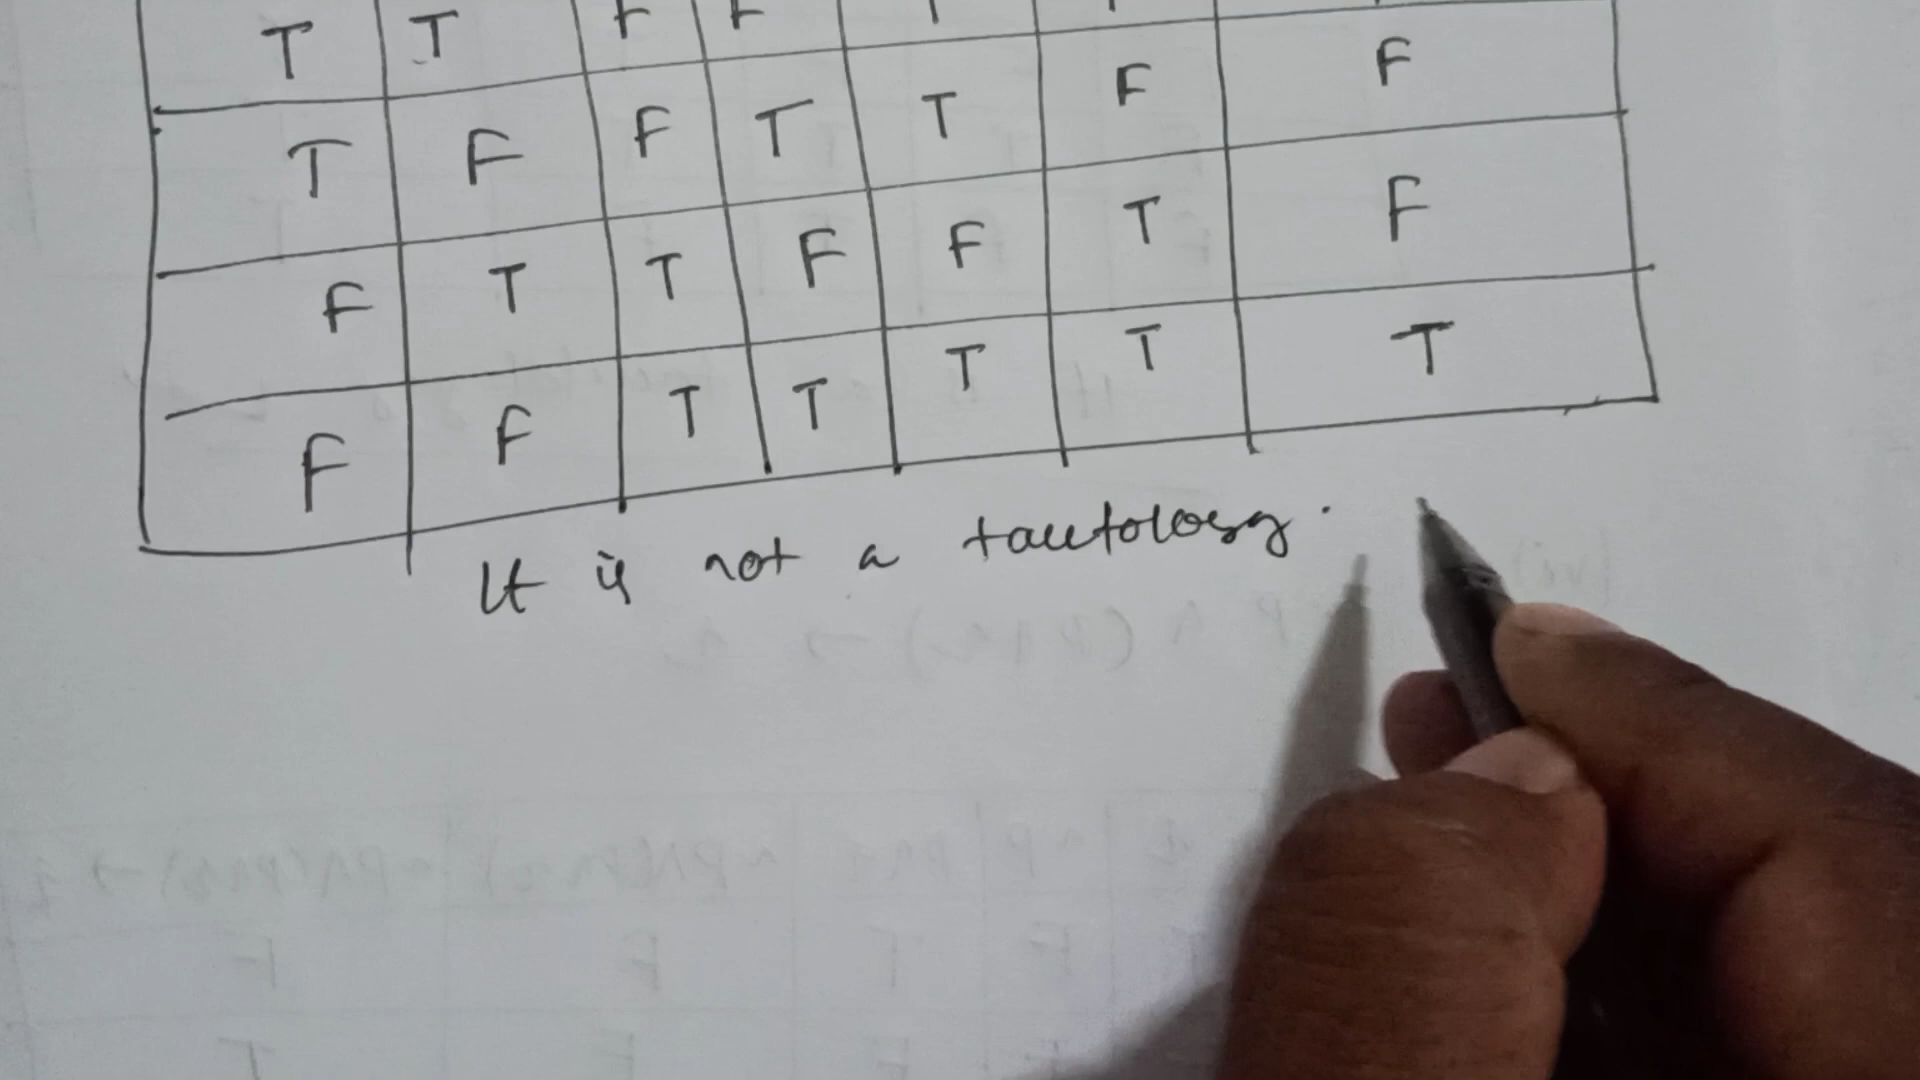 T T F F T T
T F F T T F F
F T T F F T F
F F T T T T T
It is not a tautology.